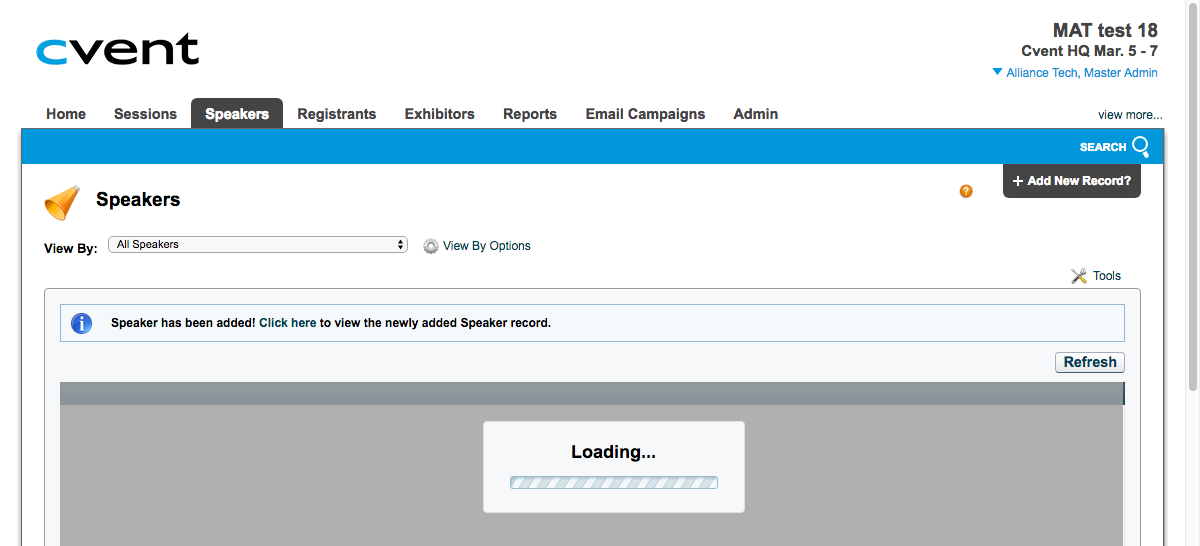 cvent
MAT test 18
Cvent HQ Mar. 5 - 7
Alliance Tech, Master Admin
Home Sessions Speakers Registrants Exhibitors Reports Email Campaigns Admin view more...
SEARCH
+ Add New Record?
Speakers ?
View By: All Speakers View By Options
Tools
i Speaker has been added! Click here to view the newly added Speaker record.
Refresh
Loading...